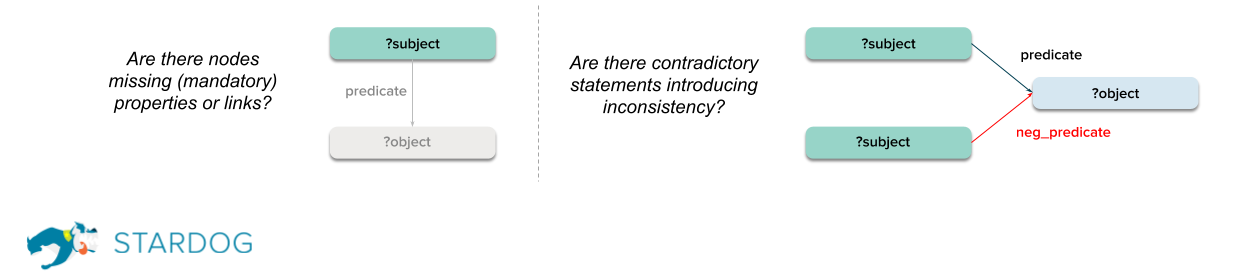 Are there nodes
missing (mandatory)
properties or links?
?subject
predicate
?object
Are there contradictory
statements introducing
inconsistency?
?subject
predicate
?object
neg_predicate
?subject
STARDOG